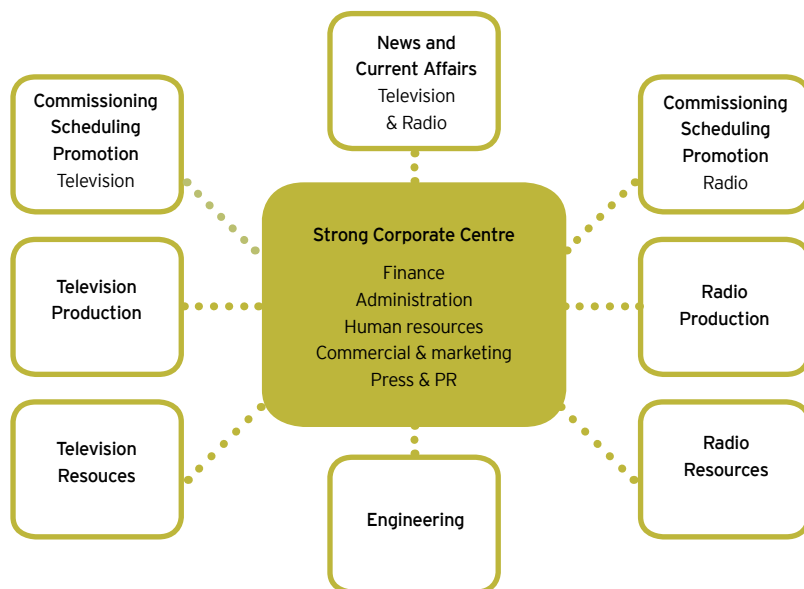 News and
Current Affairs
Television
& Radio
Commissioning
Scheduling
Promotion
Television
Commissioning
Scheduling
Promotion
Radio
Strong Corporate Centre
Finance
Administration
Human resources
Commercial & marketing
Press & PR
Television
Production
Radio
Production
Television
Resouces
Radio
Resources
Engineering